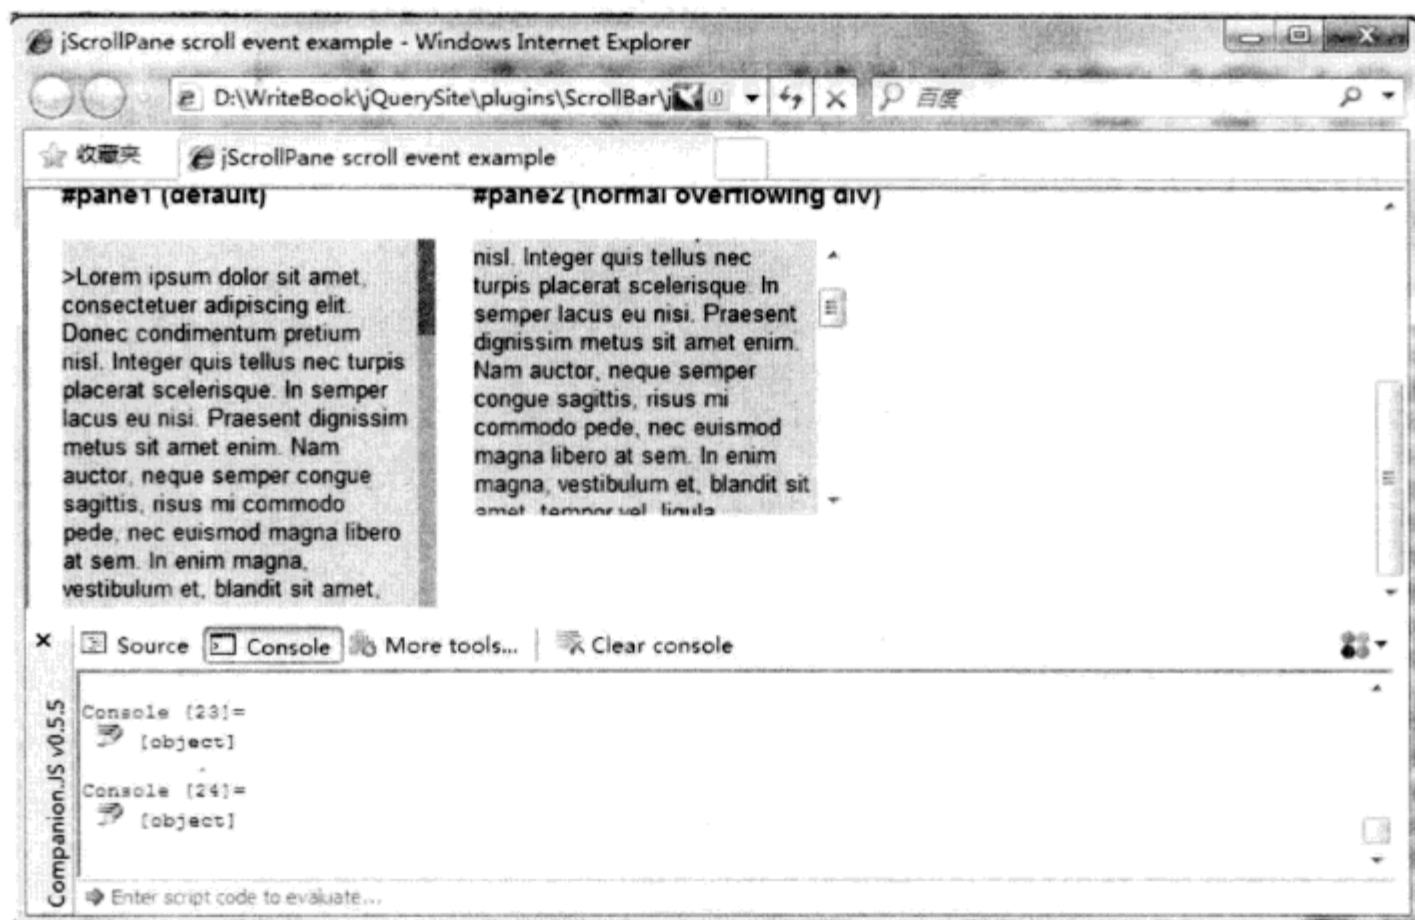 jScrollPane scroll event example - Windows Internet Explorer
D:\WriteBook\jQuerySite\plugins\ScrollBar\j
百度
收藏夹
jScrollPane scroll event example
#pane1 (default)
#pane2 (normal overflowing div)
>Lorem ipsum dolor sit amet,
consectetuer adipiscing elit.
Donec condimentum pretium
nisl. Integer quis tellus nec turpis
placerat scelerisque. In semper
lacus eu nisi. Praesent dignissim
metus sit amet enim. Nam
auctor, neque semper congue
sagittis, risus mi commodo
pede, nec euismod magna libero
at sem. In enim magna,
vestibulum et, blandit sit amet,
nisl. Integer quis tellus nec
turpis placerat scelerisque. In
semper lacus eu nisi. Praesent
dignissim metus sit amet enim.
Nam auctor, neque semper
congue sagittis, risus mi
commodo pede, nec euismod
magna libero at sem. In enim
magna, vestibulum et, blandit sit
amet, tempor vel, ligula.
Source Console More tools... Clear console
Companion.JS v0.5.5
Console [23]=
[object]
Console [24]=
[object]
Enter script code to evaluate...